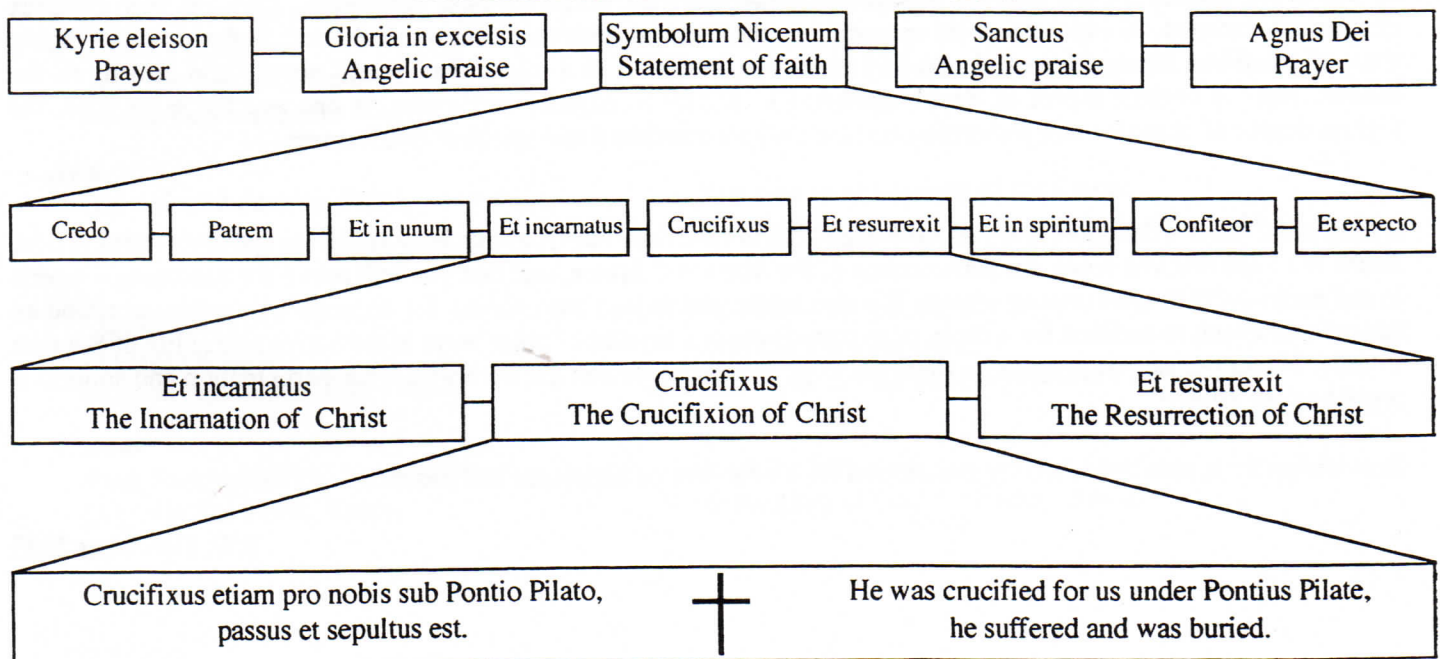 Kyrie eleison
Prayer
Gloria in excelsis
Angelic praise
Symbolum Nicenum
Statement of faith
Sanctus
Angelic praise
Agnus Dei
Prayer
Credo
Patrem
Et in unum
Et incarnatus
Crucifixus
Et resurrexit
Et in spiritum
Confiteor
Et expecto
Et incarnatus
The Incarnation of Christ
Crucifixus
The Crucifixion of Christ
Et resurrexit
The Resurrection of Christ
Crucifixus etiam pro nobis sub Pontio Pilato,
passus et sepultus est.
He was crucified for us under Pontius Pilate,
he suffered and was buried.